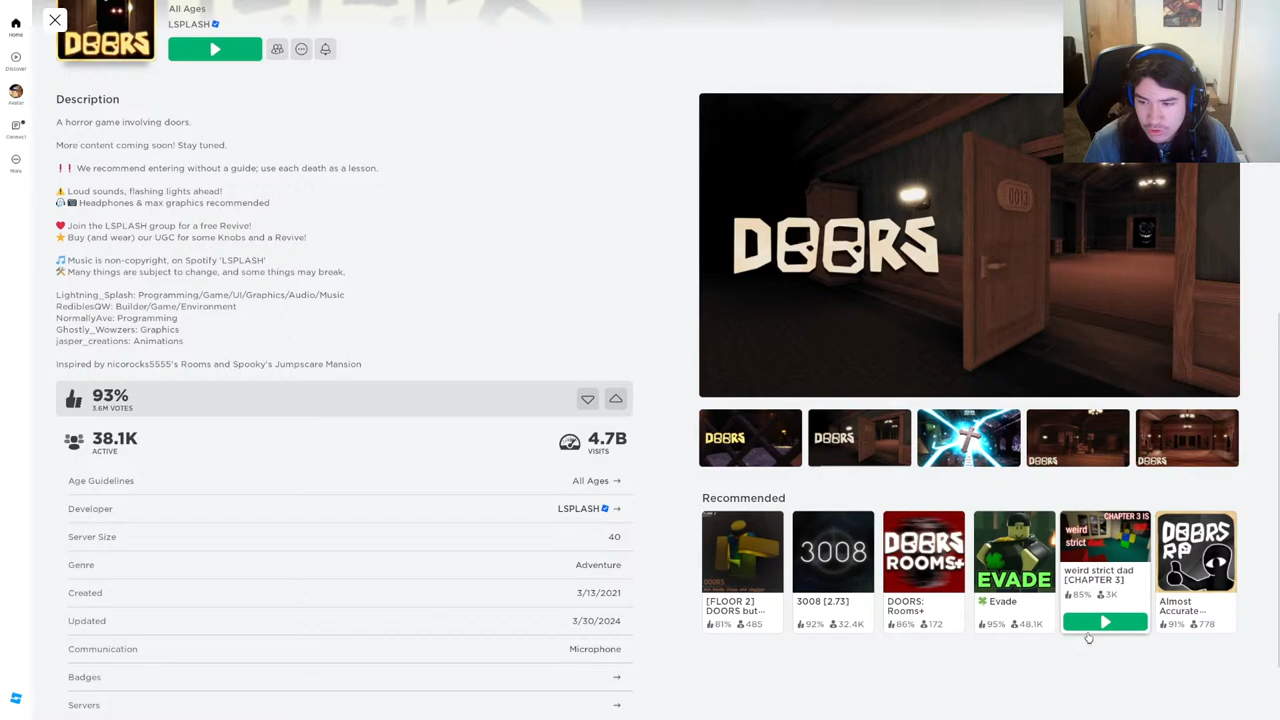 All Ages
LSPLASH
DOORS
Home
Discover
Avatar
Connect
More
Description
A horror game involving doors.
More content coming soon! Stay tuned.
❗❗ We recommend entering without a guide; use each death as a lesson.
⚠️ Loud sounds, flashing lights ahead!
🎧📷 Headphones & max graphics recommended
❤️ Join the LSPLASH group for a free Revive!
⭐ Buy (and wear) our UGC for some Knobs and a Revive!
🎵 Music is non-copyright, on Spotify 'LSPLASH'
🛠️ Many things are subject to change, and some things may break.
Lightning_Splash: Programming/Game/UI/Graphics/Audio/Music
RediblesQW: Builder/Game/Environment
NormallyAve: Programming
Ghostly_Wowzers: Graphics
jasper_creations: Animations
Inspired by nicorocks5555's Rooms and Spooky's Jumpscare Mansion
93%
3.6M VOTES
38.1K
ACTIVE
4.7B
VISITS
Age Guidelines All Ages →
Developer LSPLASH →
Server Size 40
Genre Adventure
Created 3/13/2021
Updated 3/30/2024
Communication Microphone
Badges →
Servers →
DOORS
0013
DOORS
DOORS
DOORS
DOORS
Recommended
DOORS
[FLOOR 2] DOORS but...
81% 485
3008
3008 [2.73]
92% 32.4K
DOORS ROOMS+
DOORS: Rooms+
86% 172
EVADE
🍀 Evade
95% 48.1K
CHAPTER 3 IS
weird strict
weird strict dad [CHAPTER 3]
85% 3K
DOORS RP
Almost Accurate...
91% 778